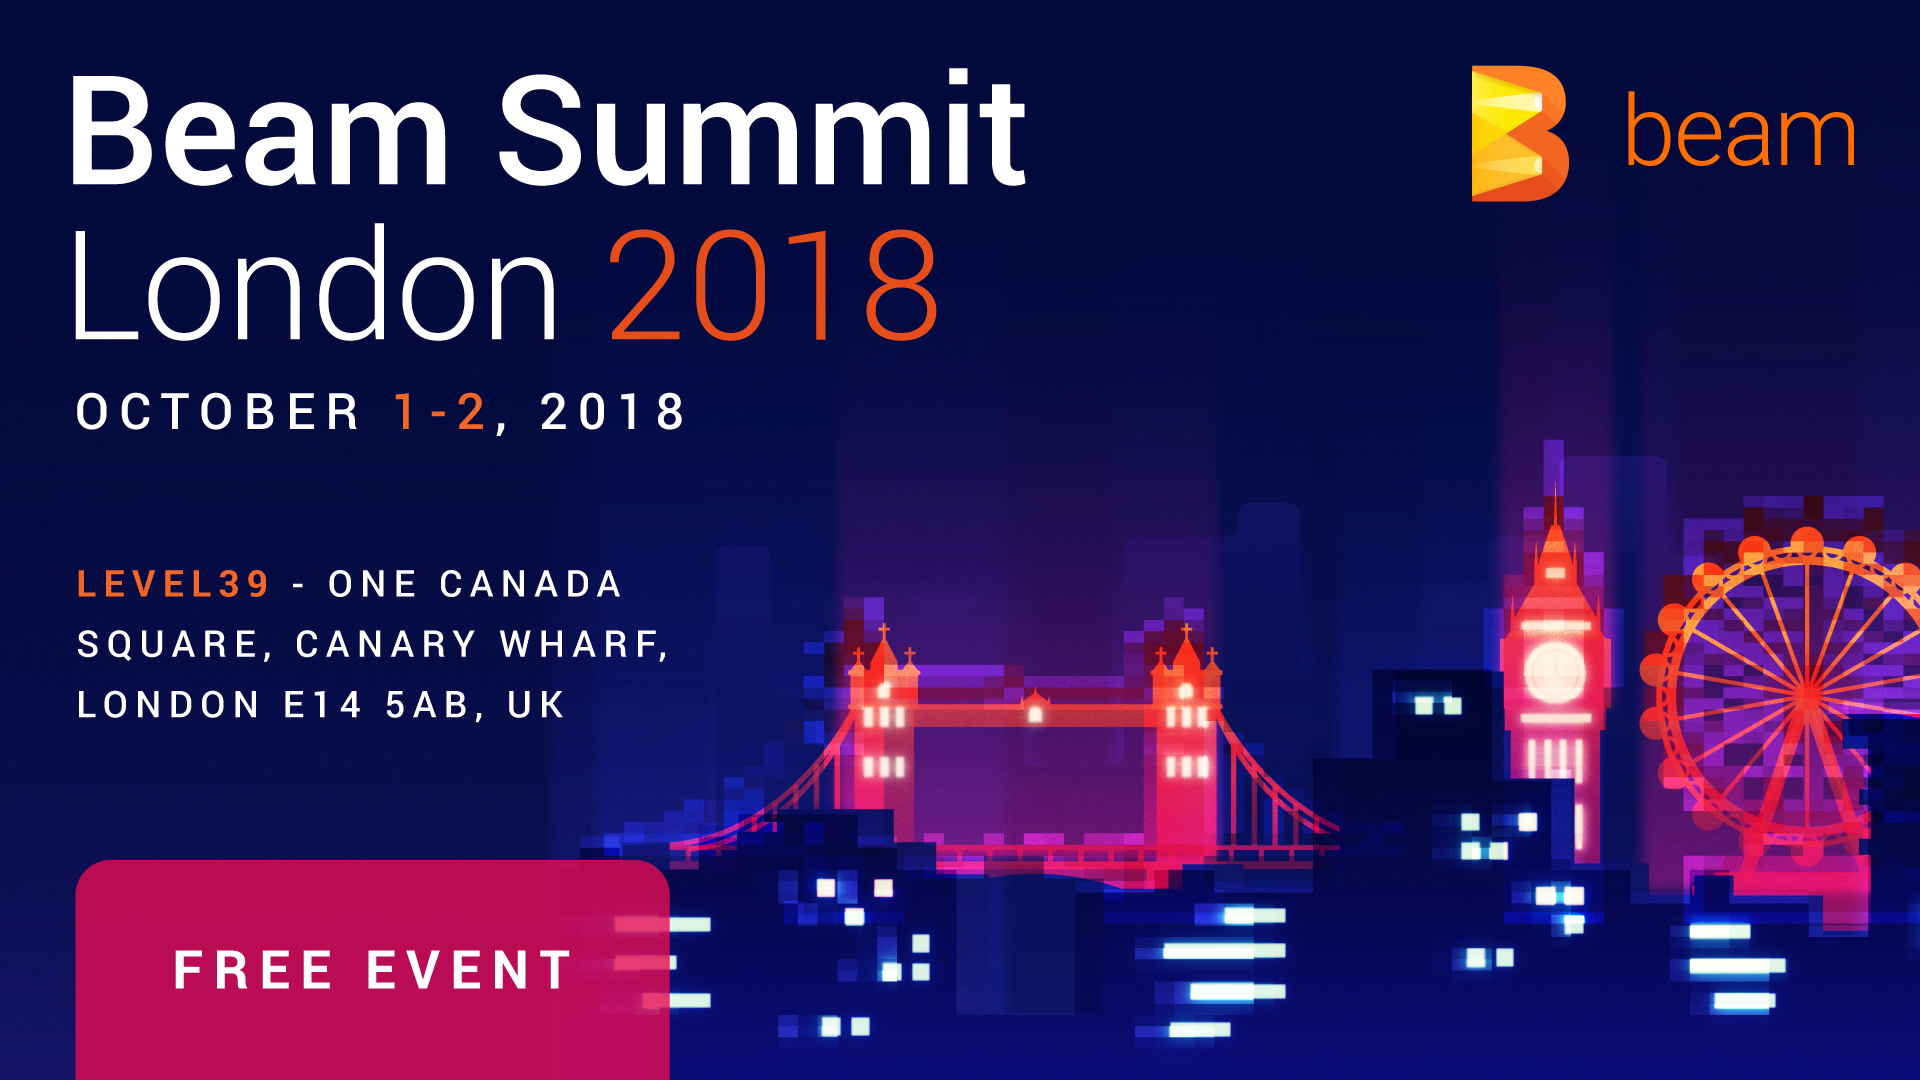 Beam Summit
beam
London 2018
OCTOBER 1-2, 2018
LEVEL39 - ONE CANADA
SQUARE, CANARY WHARF,
LONDON E14 5AB, UK
FREE EVENT